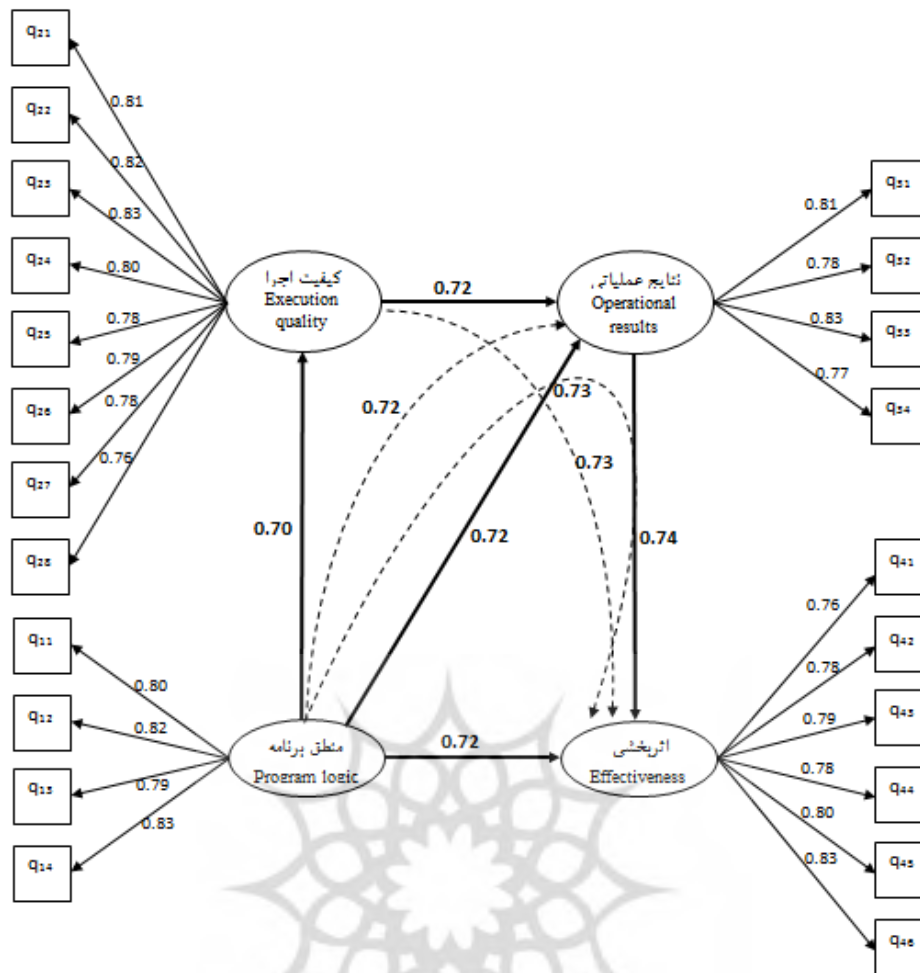 q21
0.81
q22
0.82
q23
0.83
q24
0.80
q25
0.78
q26
0.79
q27
0.78
q28
0.76
کیفیت اجرا
Execution
quality
0.72
نتایج عملیاتی
Operational
results
q31
0.81
q32
0.78
q33
0.83
q34
0.77
0.72
0.73
0.73
0.70
0.72
0.74
q11
0.80
q12
0.82
q13
0.79
q14
0.83
منطق برنامه
Program logic
0.72
اثربخشی
Effectiveness
q41
0.76
q42
0.78
q43
0.79
q44
0.78
q45
0.80
q46
0.83